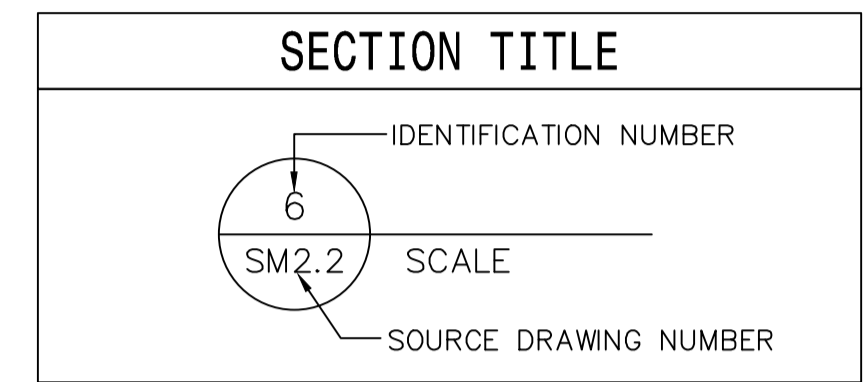 SECTION TITLE
IDENTIFICATION NUMBER
6
SM2.2 SCALE
SOURCE DRAWING NUMBER